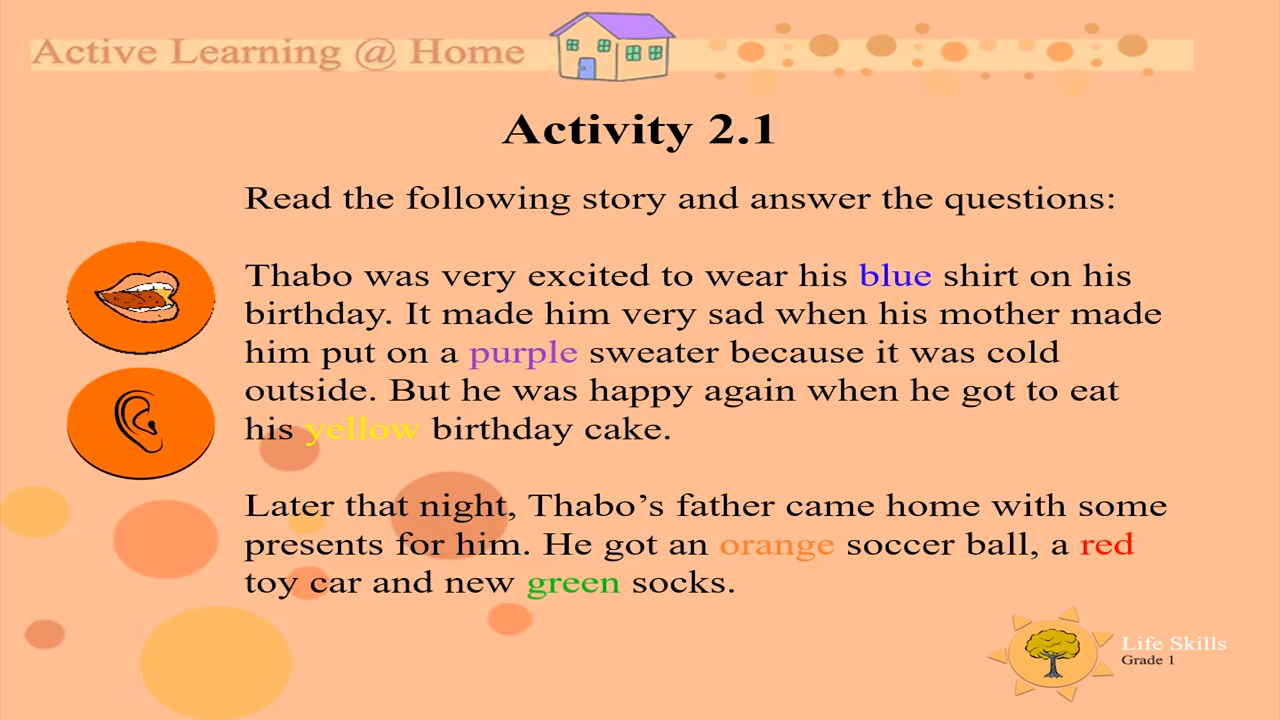 Active Learning @ Home
Activity 2.1
Read the following story and answer the questions:
Thabo was very excited to wear his blue shirt on his
birthday. It made him very sad when his mother made
him put on a purple sweater because it was cold
outside. But he was happy again when he got to eat
his yellow birthday cake.
Later that night, Thabo’s father came home with some
presents for him. He got an orange soccer ball, a red
toy car and new green socks.
Life Skills
Grade 1